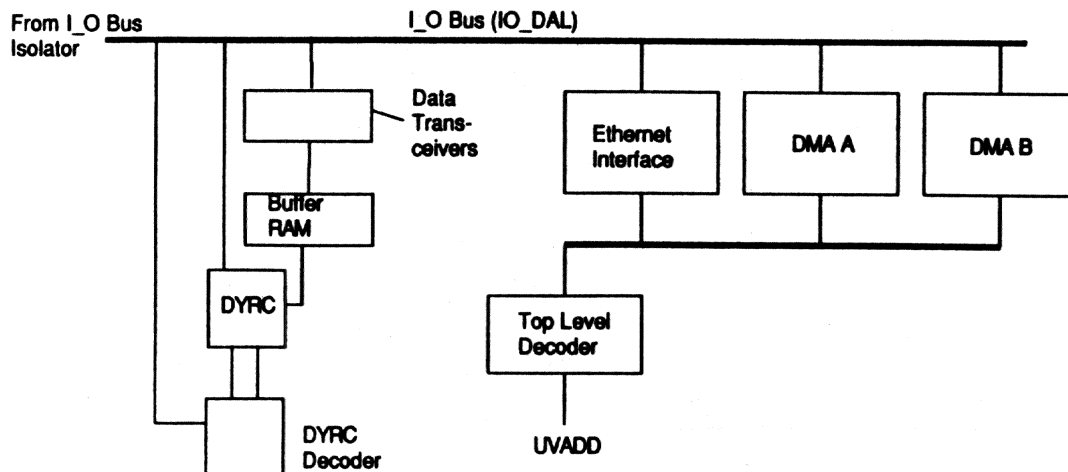 From I_O Bus
Isolator
I_O Bus (IO_DAL)
Data
Trans-
ceivers
Ethernet
Interface
DMA A
DMA B
Buffer
RAM
DYRC
Top Level
Decoder
DYRC
Decoder
UVADD